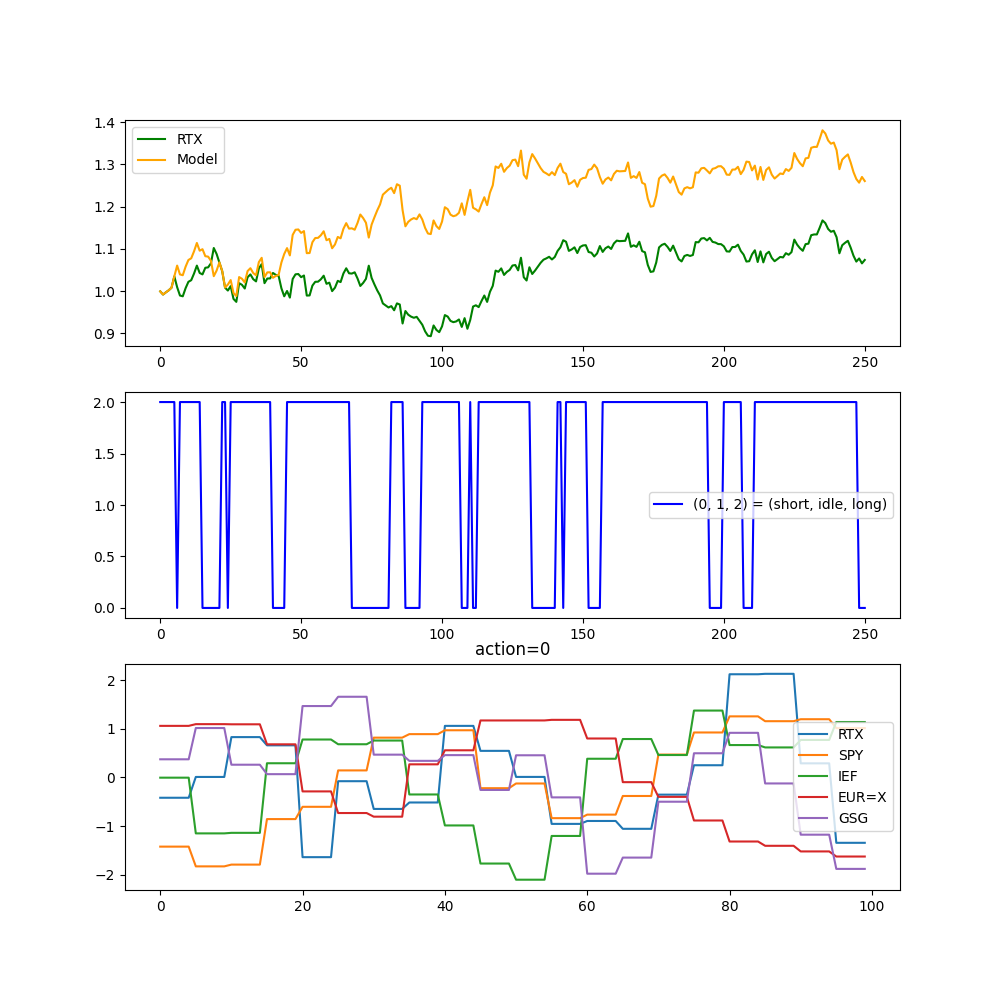 1.4
1.3
1.2
1.1
1.0
0.9
RTX
Model
0 50 100 150 200 250
2.0
1.5
1.0
0.5
0.0
(0, 1, 2) = (short, idle, long)
0 50 100 150 200 250
action=0
2
1
0
−1
−2
RTX
SPY
IEF
EUR=X
GSG
0 20 40 60 80 100